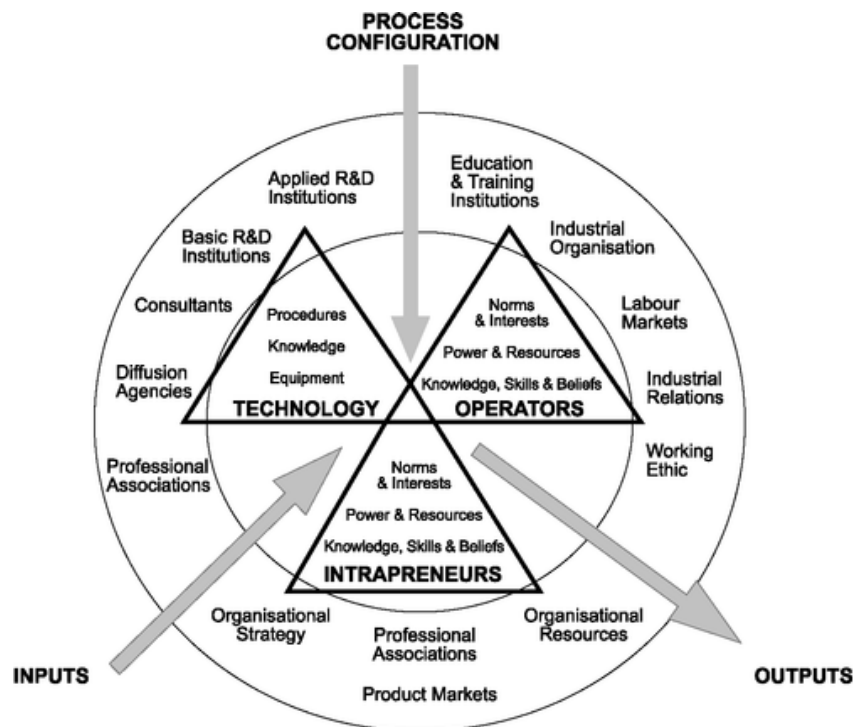 PROCESS
CONFIGURATION
Applied R&D
Institutions
Education
& Training
Institutions
Basic R&D
Institutions
Industrial
Organisation
Consultants
Labour
Markets
Diffusion
Agencies
Industrial
Relations
Professional
Associations
Working
Ethic
Procedures
Knowledge
Equipment
TECHNOLOGY
Norms
& Interests
Power & Resources
Knowledge, Skills & Beliefs
OPERATORS
Norms
& Interests
Power & Resources
Knowledge, Skills & Beliefs
INTRAPRENEURS
Organisational
Strategy
Professional
Associations
Organisational
Resources
Product Markets
INPUTS
OUTPUTS